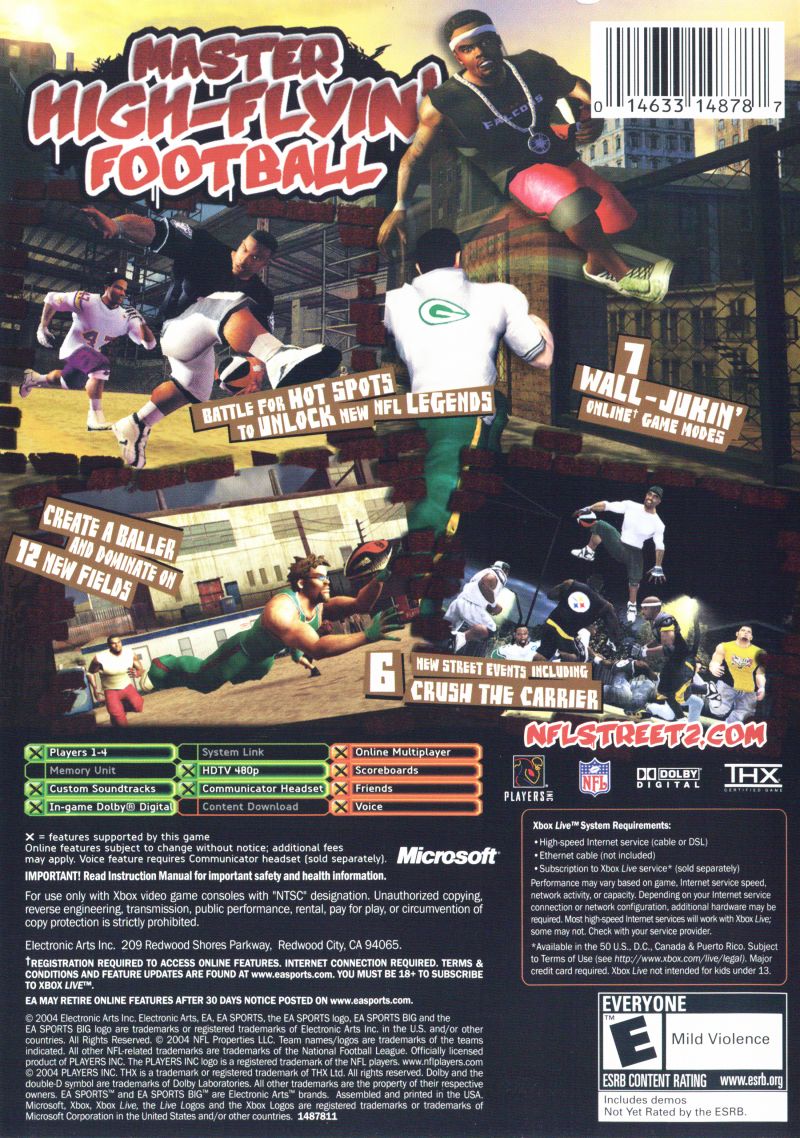 MASTER
HIGH-FLYIN'
FOOTBALL
0 14633 14878 7
FALCONS
BATTLE FOR HOT SPOTS
TO UNLOCK NEW NFL LEGENDS
7
WALL-JUKIN'
ONLINE† GAME MODES
CREATE A BALLER
AND DOMINATE ON
12 NEW FIELDS
6 NEW STREET EVENTS INCLUDING
CRUSH THE CARRIER
NFLSTREET2.COM
X Players 1-4
System Link
X Online Multiplayer
Memory Unit
X HDTV 480p
X Scoreboards
X Custom Soundtracks
X Communicator Headset
X Friends
X In-game Dolby® Digital
Content Download
X Voice
PLAYERS INC
NFL
DOLBY
DIGITAL
THX
CERTIFIED GAME
X = features supported by this game
Online features subject to change without notice; additional fees
may apply. Voice feature requires Communicator headset (sold separately).
Microsoft®
IMPORTANT! Read Instruction Manual for important safety and health information.
For use only with Xbox video game consoles with "NTSC" designation. Unauthorized copying,
reverse engineering, transmission, public performance, rental, pay for play, or circumvention of
copy protection is strictly prohibited.
Electronic Arts Inc. 209 Redwood Shores Parkway, Redwood City, CA 94065.
†REGISTRATION REQUIRED TO ACCESS ONLINE FEATURES. INTERNET CONNECTION REQUIRED. TERMS &
CONDITIONS AND FEATURE UPDATES ARE FOUND AT www.easports.com. YOU MUST BE 18+ TO SUBSCRIBE
TO XBOX LIVE™.
EA MAY RETIRE ONLINE FEATURES AFTER 30 DAYS NOTICE POSTED ON www.easports.com.
© 2004 Electronic Arts Inc. Electronic Arts, EA, EA SPORTS, the EA SPORTS logo, EA SPORTS BIG and the
EA SPORTS BIG logo are trademarks or registered trademarks of Electronic Arts Inc. in the U.S. and/or other
countries. All Rights Reserved. © 2004 NFL Properties LLC. Team names/logos are trademarks of the teams
indicated. All other NFL-related trademarks are trademarks of the National Football League. Officially licensed
product of PLAYERS INC. The PLAYERS INC logo is a registered trademark of the NFL players. www.nflplayers.com
© 2004 PLAYERS INC. THX is a trademark or registered trademark of THX Ltd. All rights reserved. Dolby and the
double-D symbol are trademarks of Dolby Laboratories. All other trademarks are the property of their respective
owners. EA SPORTS™ and EA SPORTS BIG™ are Electronic Arts™ brands. Assembled and printed in the USA.
Microsoft, Xbox, Xbox Live, the Live Logos and the Xbox Logos are registered trademarks or trademarks of
Microsoft Corporation in the United States and/or other countries. 1487811
Xbox Live™ System Requirements:
• High-speed Internet service (cable or DSL)
• Ethernet cable (not included)
• Subscription to Xbox Live service* (sold separately)
Performance may vary based on game, Internet service speed,
network activity, or capacity. Depending on your Internet service
connection or network configuration, additional hardware may be
required. Most high-speed Internet services will work with Xbox Live;
some may not. Check with your service provider.
*Available in the 50 U.S., D.C., Canada & Puerto Rico. Subject
to Terms of Use (see http://www.xbox.com/live/legal). Major
credit card required. Xbox Live not intended for kids under 13.
EVERYONE
E™
Mild Violence
ESRB CONTENT RATING www.esrb.org
Includes demos
Not Yet Rated by the ESRB.